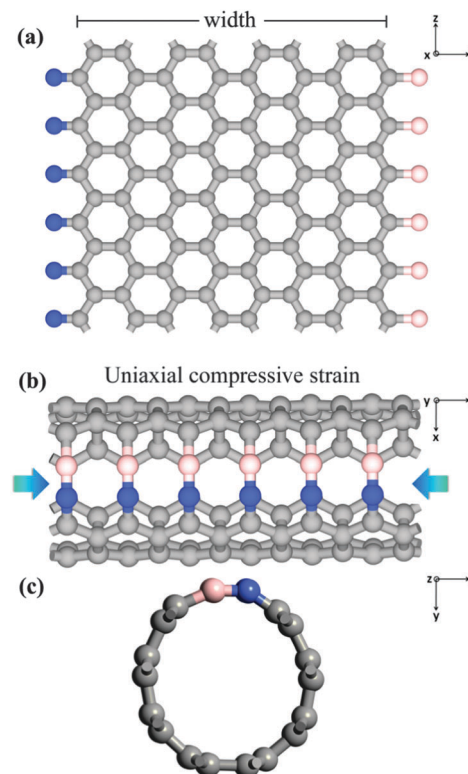 width
(a)
z
x
(b)
Uniaxial compressive strain
y
x
(c)
z
y